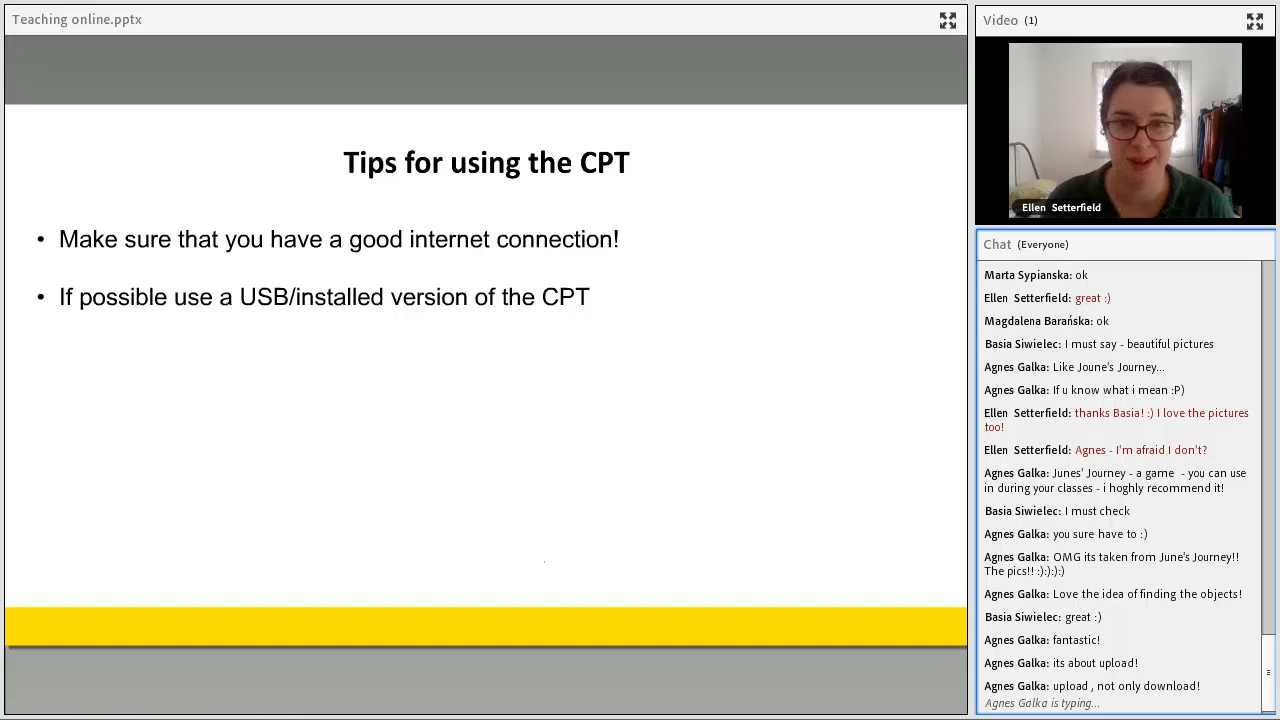 Teaching online.pptx
Tips for using the CPT
• Make sure that you have a good internet connection!
• If possible use a USB/installed version of the CPT
Video (1)
Ellen Setterfield
Chat (Everyone)
Marta Sypianska: ok
Ellen Setterfield: great :)
Magdalena Barańska: ok
Basia Siwielec: I must say - beautiful pictures
Agnes Galka: Like Joune's Journey...
Agnes Galka: If u know what i mean :P)
Ellen Setterfield: thanks Basia! :) I love the pictures
too!
Ellen Setterfield: Agnes - I'm afraid I don't?
Agnes Galka: Junes' Journey - a game - you can use
in during your classes - i hoghly recommend it!
Basia Siwielec: I must check
Agnes Galka: you sure have to :)
Agnes Galka: OMG its taken from June's Journey!!
The pics!! :):):):)
Agnes Galka: Love the idea of finding the objects!
Basia Siwielec: great :)
Agnes Galka: fantastic!
Agnes Galka: its about upload!
Agnes Galka: upload , not only download!
Agnes Galka is typing...